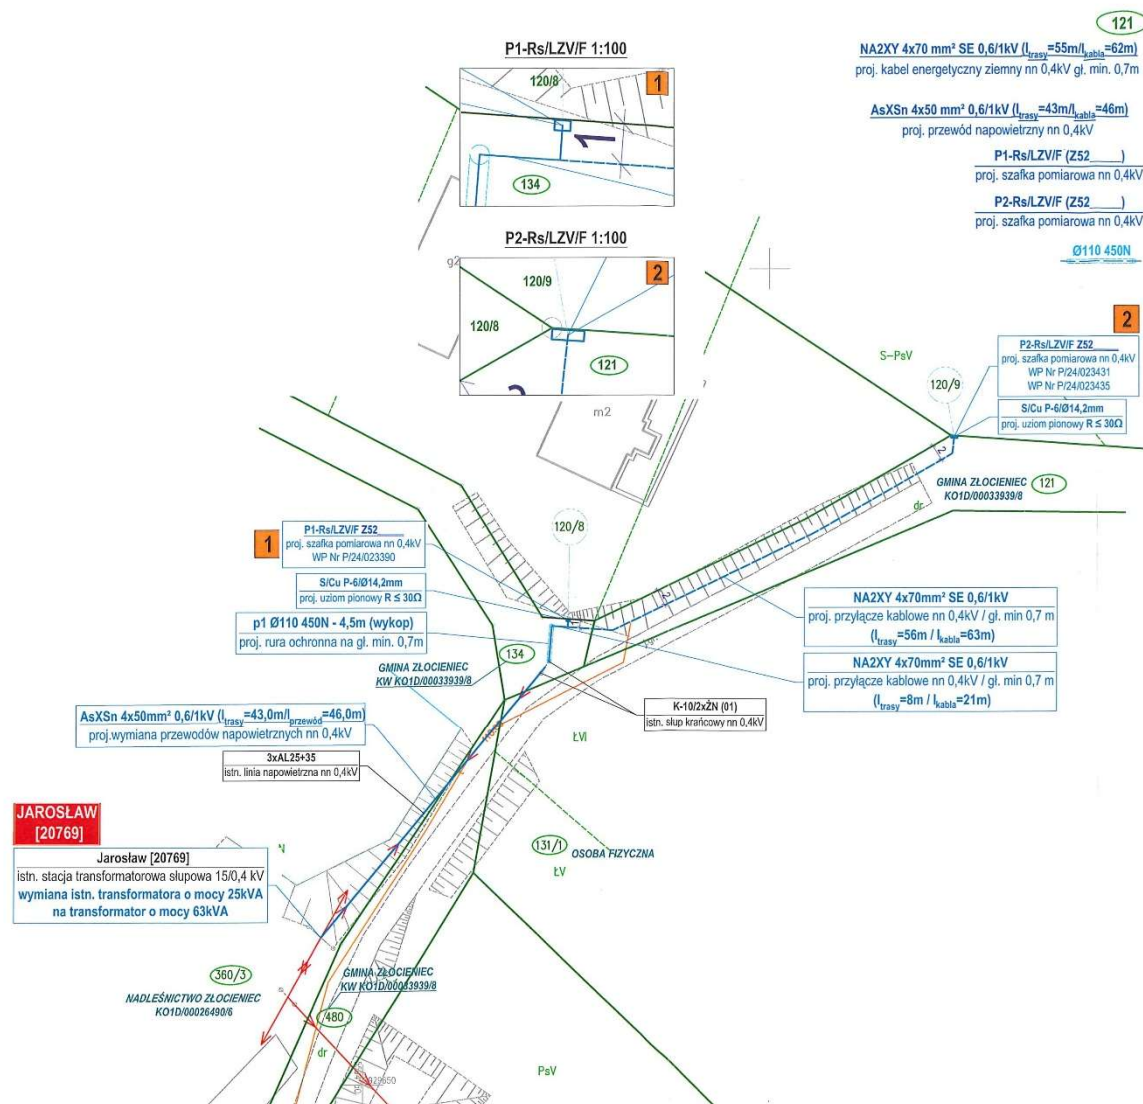 121
NA2XY 4x70 mm² SE 0,6/1kV (ltrasy=55m/lkabla=62m)
proj. kabel energetyczny ziemny nn 0,4kV gł. min. 0,7m
AsXSn 4x50 mm² 0,6/1kV (ltrasy=43m/lkabla=46m)
proj. przewód napowietrzny nn 0,4kV
P1-Rs/LZV/F (Z52_____)
proj. szafka pomiarowa nn 0,4kV
P2-Rs/LZV/F (Z52_____)
proj. szafka pomiarowa nn 0,4kV
Ø110 450N
P1-Rs/LZV/F 1:100
120/8
1
1
134
P2-Rs/LZV/F 1:100
g2
120/9
2
120/8
121
m2
2
S-PsV
P2-Rs/LZV/F Z52____
proj. szafka pomiarowa nn 0,4kV
WP Nr P/24/023431
WP Nr P/24/023435
120/9
S/Cu P-6/Ø14,2mm
proj. uziom pionowy R ≤ 30Ω
2
GMINA ZŁOCIENIEC
KO1D/00033939/8
121
dr
120/8
1
P1-Rs/LZV/F Z52____
proj. szafka pomiarowa nn 0,4kV
WP Nr P/24/023390
S/Cu P-6/Ø14,2mm
proj. uziom pionowy R ≤ 30Ω
2
NA2XY 4x70mm² SE 0,6/1kV
proj. przyłącze kablowe nn 0,4kV / gł. min 0,7 m
(ltrasy=56m / lkabla=63m)
p1 Ø110 450N - 4,5m (wykop)
proj. rura ochronna na gł. min. 0,7m
134
NA2XY 4x70mm² SE 0,6/1kV
proj. przyłącze kablowe nn 0,4kV / gł. min 0,7 m
(ltrasy=8m / lkabla=21m)
GMINA ZŁOCIENIEC
KW KO1D/00033939/8
K-10/2xŻN (01)
istn. słup krańcowy nn 0,4kV
AsXSn 4x50mm² 0,6/1kV (ltrasy=43,0m/lprzewód=46,0m)
proj.wymiana przewodów napowietrznych nn 0,4kV
ŁVI
3xAL25+35
istn. linia napowietrzna nn 0,4kV
JAROSŁAW
[20769]
131/1
OSOBA FIZYCZNA
ŁV
Jarosław [20769]
istn. stacja transformatorowa słupowa 15/0,4 kV
wymiana istn. transformatora o mocy 25kVA
na transformator o mocy 63kVA
360/3
NADLEŚNICTWO ZŁOCIENIEC
KO1D/00026490/6
GMINA ZŁOCIENIEC
KW KO1D/00033939/8
480
dr
PsV